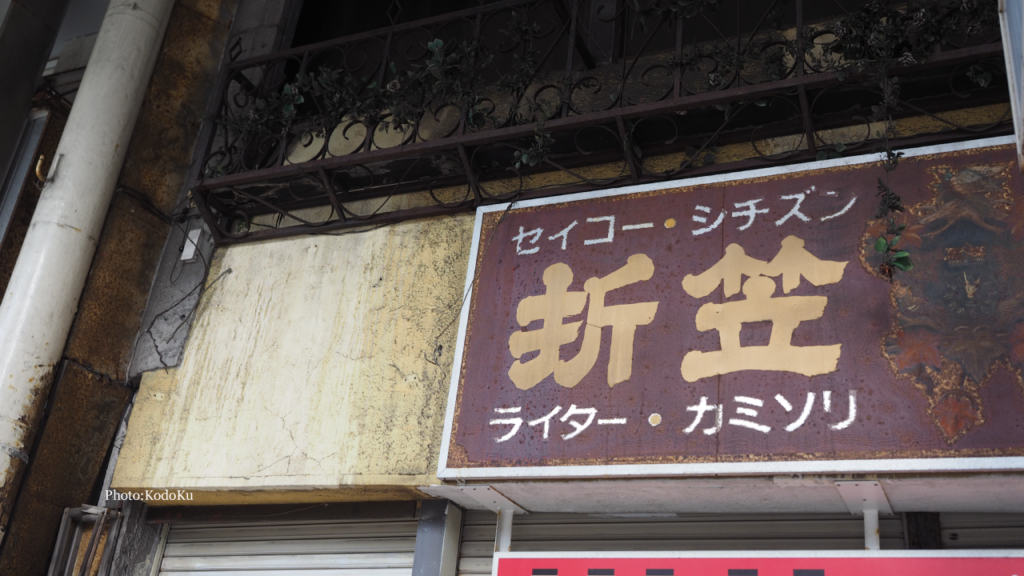 セイコー・シチズン
折笠
ライター・カミソリ
Photo:KodoKu